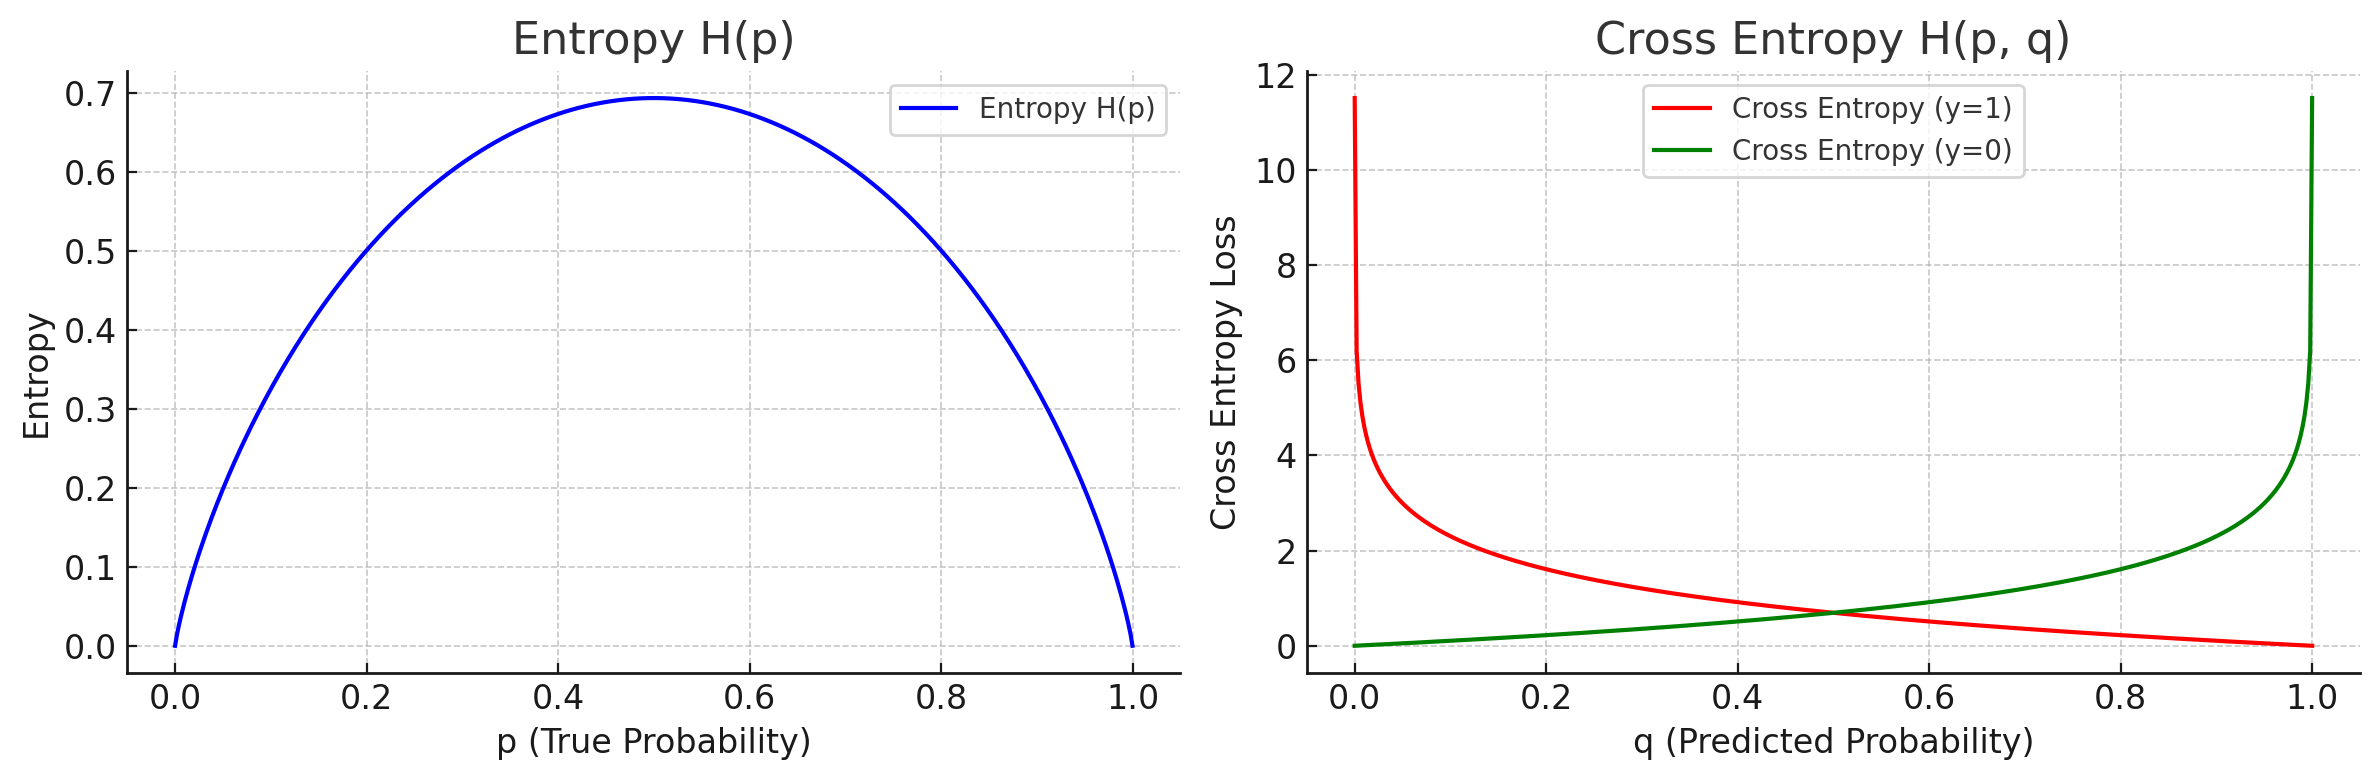 Entropy H(p)
Entropy H(p)
0.7
0.6
0.5
0.4
0.3
0.2
0.1
0.0
Entropy
0.0 0.2 0.4 0.6 0.8 1.0
p (True Probability)
Cross Entropy H(p, q)
Cross Entropy (y=1)
Cross Entropy (y=0)
12
10
8
6
4
2
0
Cross Entropy Loss
0.0 0.2 0.4 0.6 0.8 1.0
q (Predicted Probability)